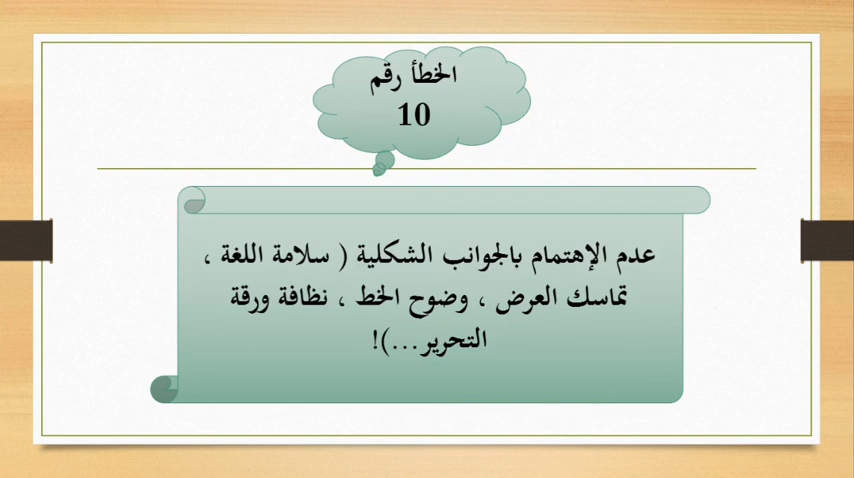 الخطأ رقم
10
عدم الإهتمام بالجوانب الشكلية ( سلامة اللغة ،
تماسك العرض ، وضوح الخط ، نظافة ورقة
التحرير...)!